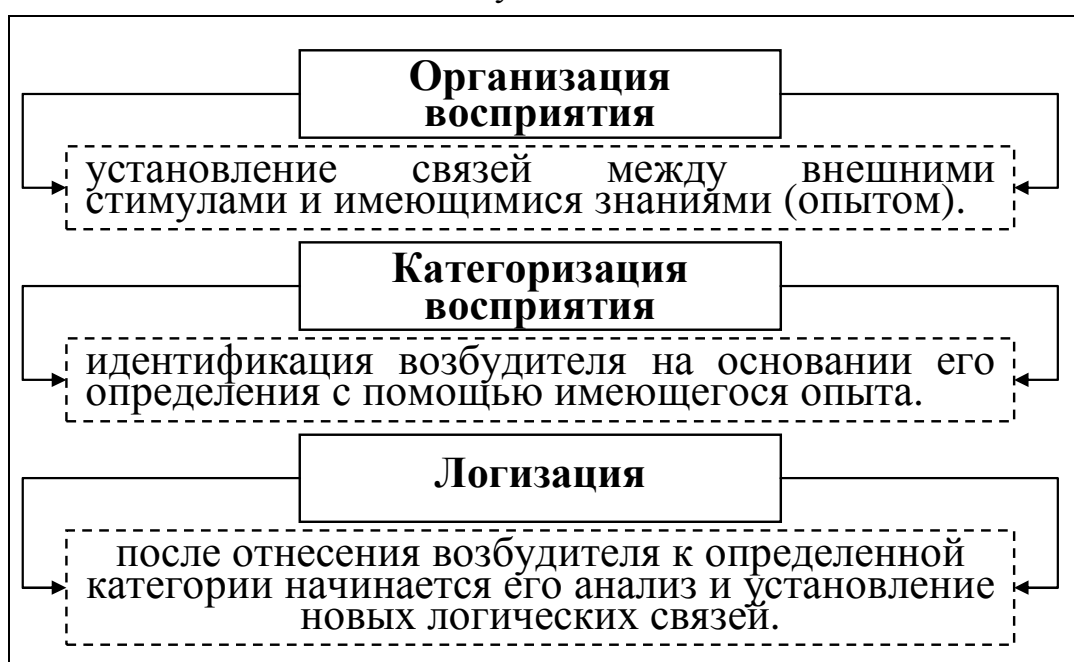 Организация
восприятия
установление связей между внешними
стимулами и имеющимися знаниями (опытом).
Категоризация
восприятия
идентификация возбудителя на основании его
определения с помощью имеющегося опыта.
Логизация
после отнесения возбудителя к определенной
категории начинается его анализ и установление
новых логических связей.